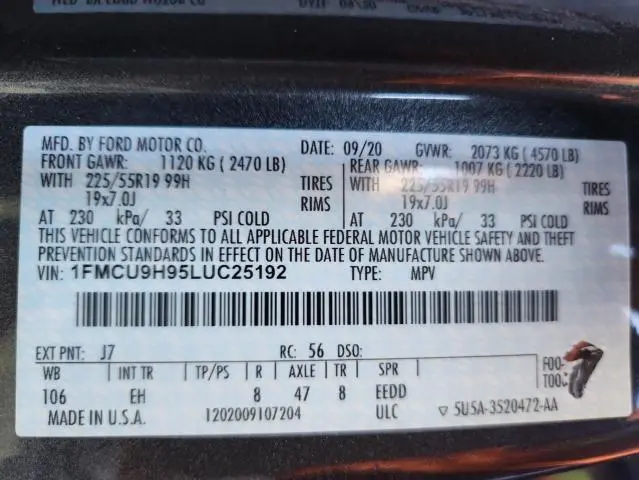 MFD. BY FORD MOTOR CO. DATE: 09/20 GVWR: 2073 KG (4570 LB)
FRONT GAWR: 1120 KG (2470 LB) REAR GAWR: 1007 KG (2220 LB)
WITH 225/55R19 99H TIRES WITH 225/55R19 99H TIRES
19x7.0J RIMS 19x7.0J RIMS
AT 230 kPa/ 33 PSI COLD AT 230 kPa/ 33 PSI COLD
THIS VEHICLE CONFORMS TO ALL APPLICABLE FEDERAL MOTOR VEHICLE SAFETY AND THEFT
PREVENTION STANDARDS IN EFFECT ON THE DATE OF MANUFACTURE SHOWN ABOVE.
VIN: 1FMCU9H95LUC25192 TYPE: MPV
EXT PNT: J7 RC: 56 DSO:
WB INT TR TP/PS R AXLE TR SPR
106 EH 8 47 8 EEDD
MADE IN U.S.A. 1202009107204 ULC ▽ 5U5A-3520472-AA